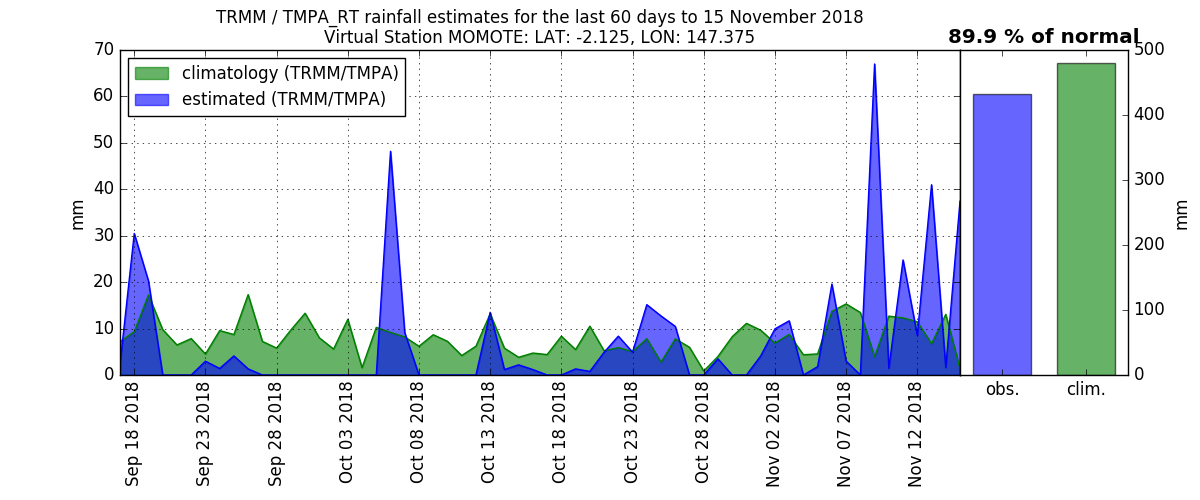 TRMM / TMPA_RT rainfall estimates for the last 60 days to 15 November 2018
Virtual Station MOMOTE: LAT: -2.125, LON: 147.375
89.9 % of normal
climatology (TRMM/TMPA)
estimated (TRMM/TMPA)
mm
70
60
50
40
30
20
10
0
Sep 18 2018
Sep 23 2018
Sep 28 2018
Oct 03 2018
Oct 08 2018
Oct 13 2018
Oct 18 2018
Oct 23 2018
Oct 28 2018
Nov 02 2018
Nov 07 2018
Nov 12 2018
obs.
clim.
500
400
300
200
100
0
mm